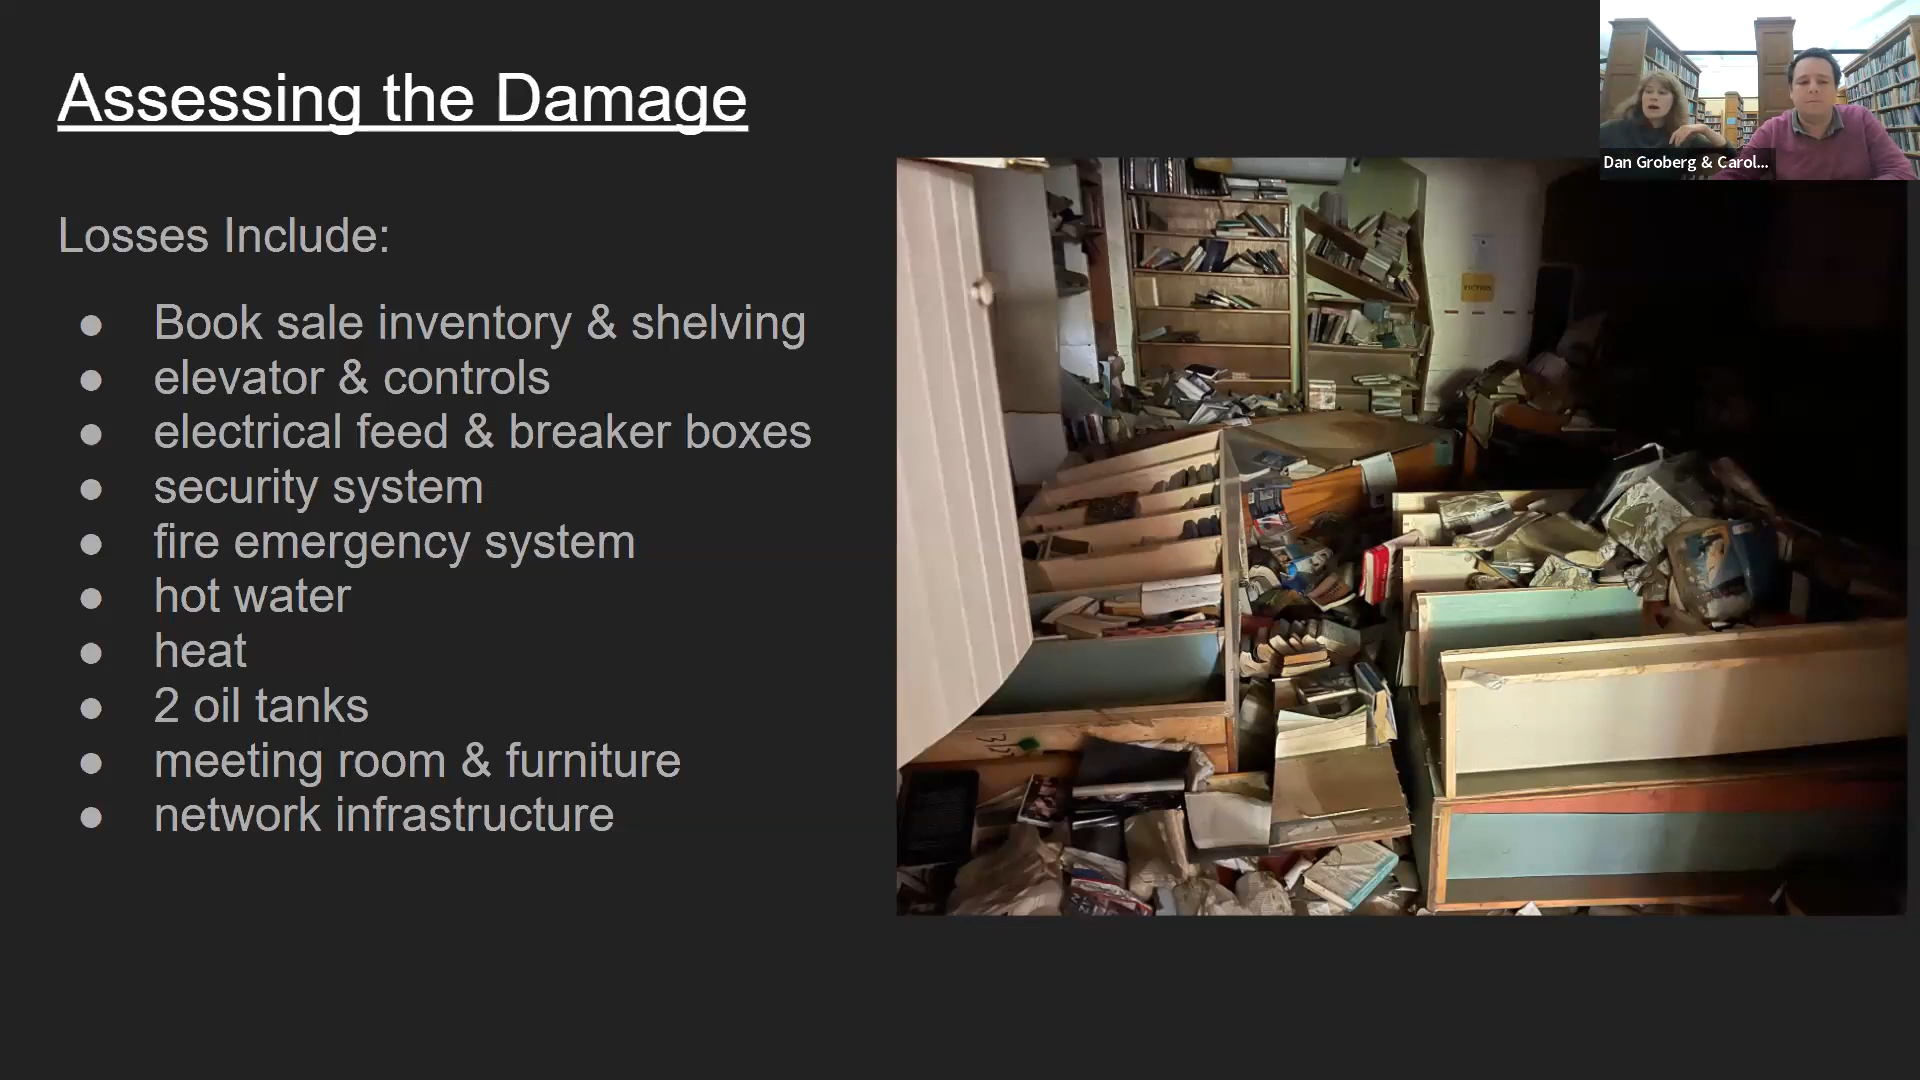 Assessing the Damage
Dan Groberg & Carol...
Losses Include:
● Book sale inventory & shelving
● elevator & controls
● electrical feed & breaker boxes
● security system
● fire emergency system
● hot water
● heat
● 2 oil tanks
● meeting room & furniture
● network infrastructure
FICTION